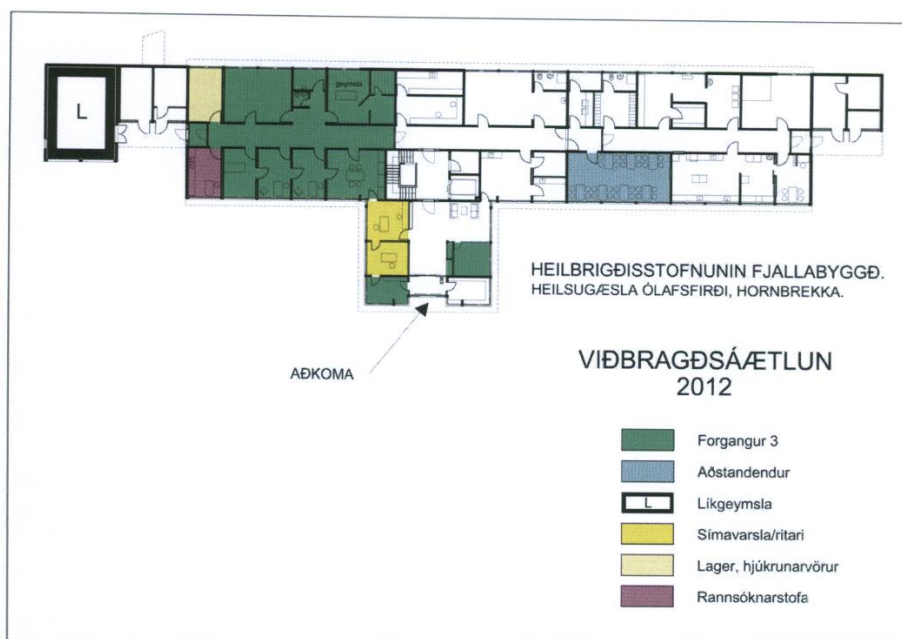 L
geymsla
HEILBRIGÐISSTOFNUNIN FJALLABYGGÐ.
HEILSUGÆSLA ÓLAFSFIRÐI, HORNBREKKA.
AÐKOMA
VIÐBRAGÐSÁÆTLUN
2012
Forgangur 3
Aðstandendur
L
Líkgeymsla
Símavarsla/ritari
Lager, hjúkrunarvörur
Rannsóknarstofa